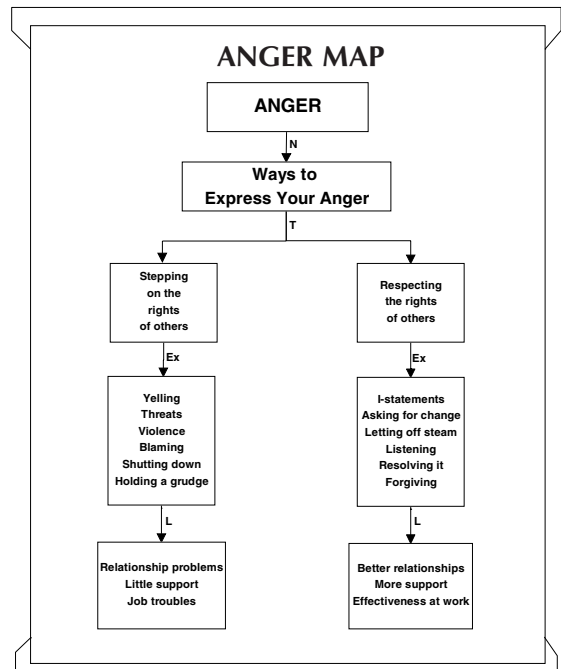 ANGER MAP
ANGER
N
Ways to
Express Your Anger
T
Stepping
on the
rights
of others
Respecting
the rights
of others
Ex
Ex
Yelling
Threats
Violence
Blaming
Shutting down
Holding a grudge
I-statements
Asking for change
Letting off steam
Listening
Resolving it
Forgiving
L
L
Relationship problems
Little support
Job troubles
Better relationships
More support
Effectiveness at work